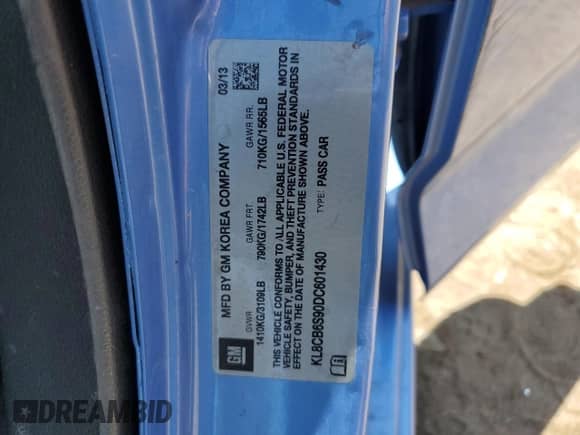 MFD BY GM KOREA COMPANY 03/13
GVWR GAWR FRT. GAWR RR.
1410KG/3109LB 790KG/1742LB 710KG/1565LB
THIS VEHICLE CONFORMS TO ALL APPLICABLE U.S. FEDERAL MOTOR
VEHICLE SAFETY, BUMPER, AND THEFT PREVENTION STANDARDS IN
EFFECT ON THE DATE OF MANUFACTURE SHOWN ABOVE.
KL8CB6S90DC601430 TYPE: PASS CAR
GM
DREAMBID